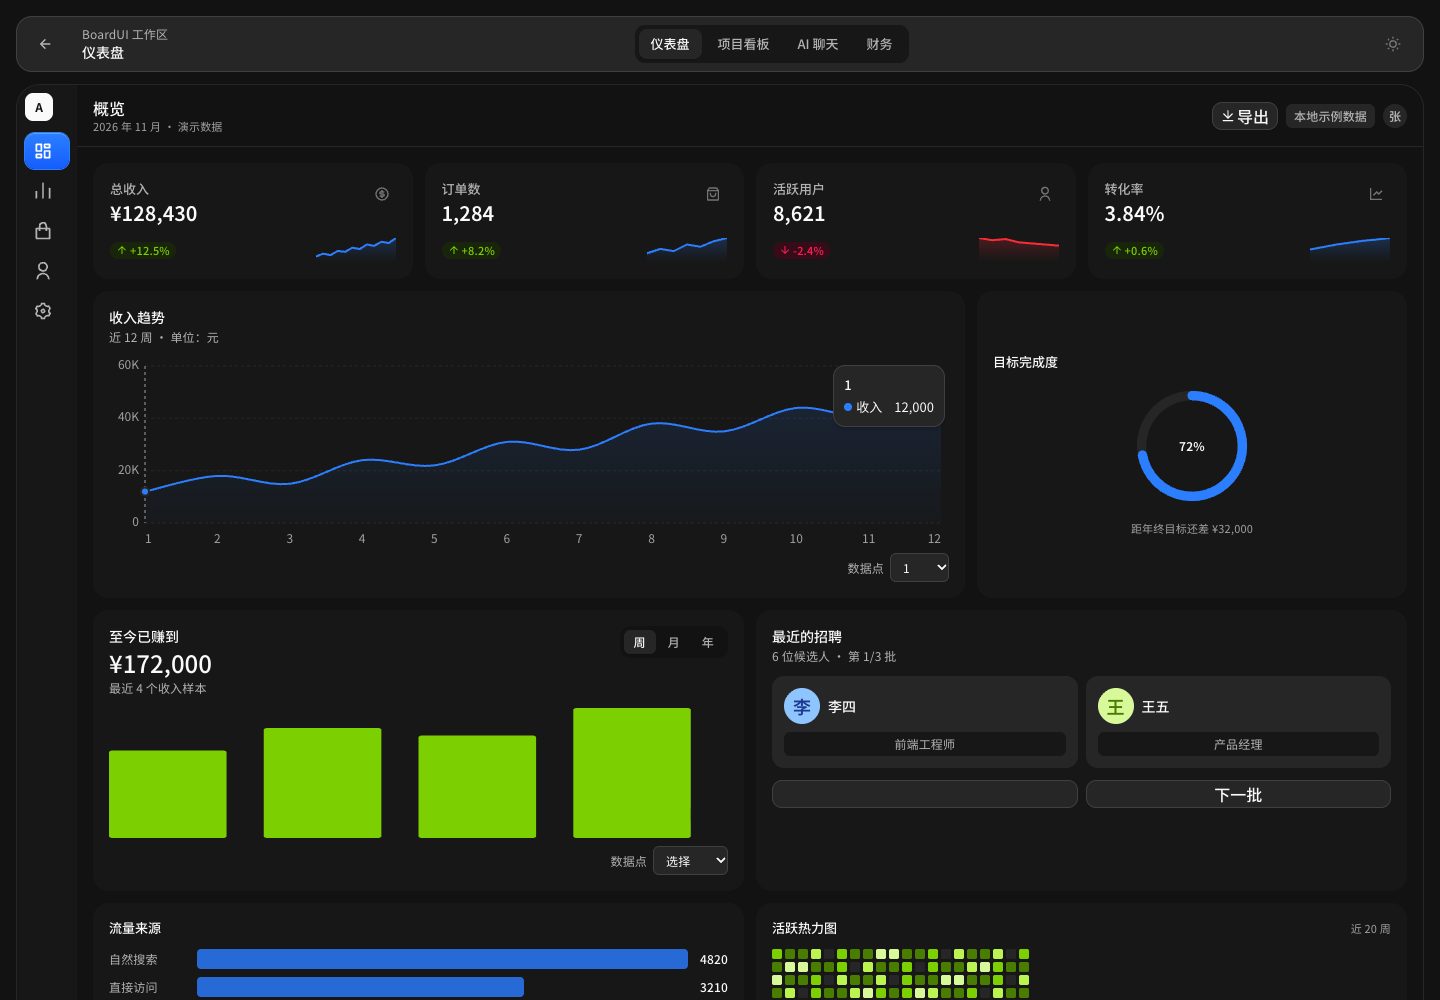 BoardUI 工作区
仪表盘
仪表盘 项目看板 AI 聊天 财务
A
概览
2026 年 11 月 · 演示数据
导出 本地示例数据 张
总收入
¥128,430
+12.5%
订单数
1,284
+8.2%
活跃用户
8,621
-2.4%
转化率
3.84%
+0.6%
收入趋势
近 12 周 · 单位：元
60K
40K
20K
0
1 2 3 4 5 6 7 8 9 10 11 12
1
收入 12,000
数据点 1
目标完成度
72%
距年终目标还差 ¥32,000
至今已赚到
¥172,000
最近 4 个收入样本
周 月 年
数据点 选择
最近的招聘
6 位候选人 · 第 1/3 批
李 李四
前端工程师
王 王五
产品经理
下一批
流量来源
自然搜索 4820
直接访问 3210
活跃热力图 近 20 周